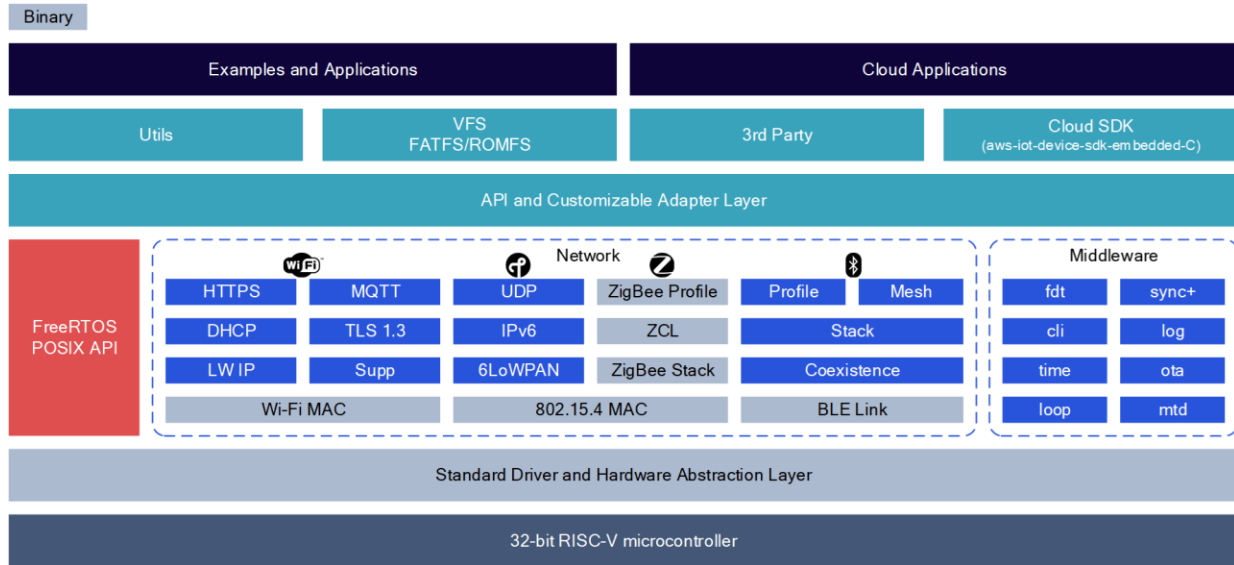 Binary
Examples and Applications
Cloud Applications
Utils
VFS
FATFS/ROMFS
3rd Party
Cloud SDK
(aws-iot-device-sdk-embedded-C)
API and Customizable Adapter Layer
FreeRTOS
POSIX API
Network
WiFi
HTTPS
MQTT
UDP
ZigBee Profile
Profile
Mesh
DHCP
TLS 1.3
IPv6
ZCL
Stack
LW IP
Supp
6LoWPAN
ZigBee Stack
Coexistence
Wi-Fi MAC
802.15.4 MAC
BLE Link
Middleware
fdt
sync+
cli
log
time
ota
loop
mtd
Standard Driver and Hardware Abstraction Layer
32-bit RISC-V microcontroller